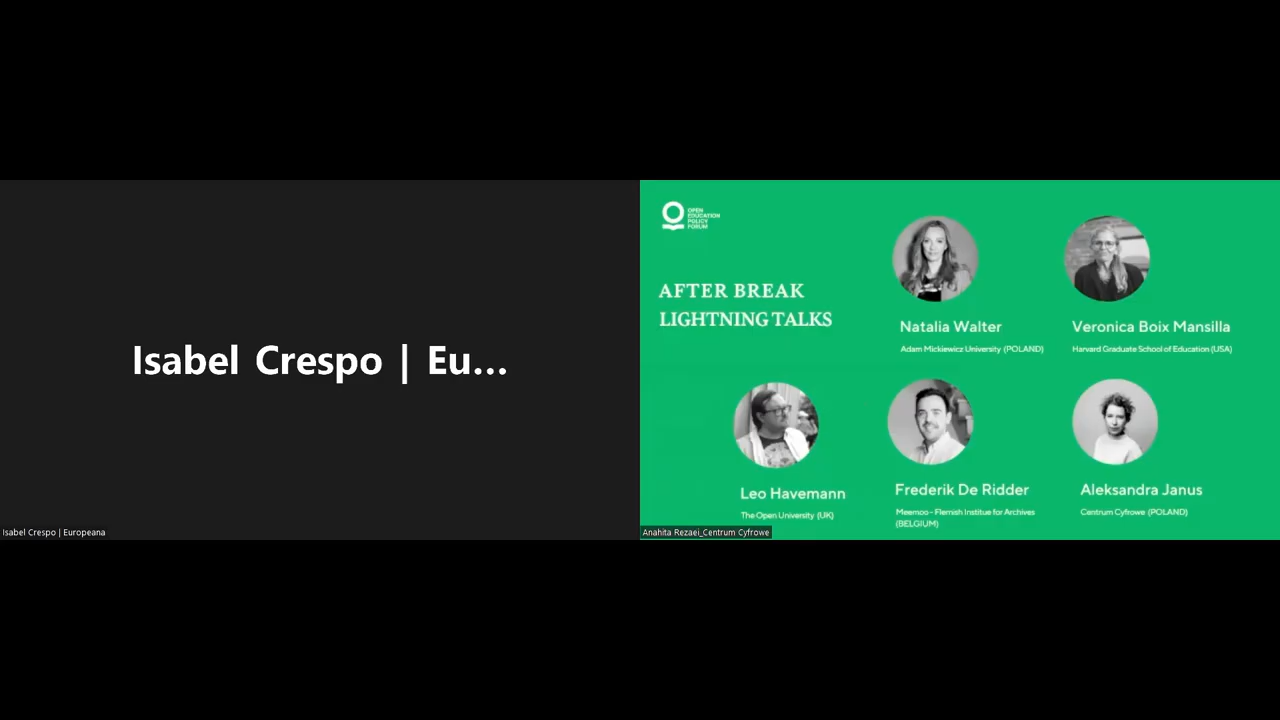 Isabel Crespo | Eu...
Isabel Crespo | Europeana
OPEN
EDUCATION
POLICY
FORUM
AFTER BREAK
LIGHTNING TALKS
Natalia Walter
Adam Mickiewicz University (POLAND)
Veronica Boix Mansilla
Harvard Graduate School of Education (USA)
Leo Havemann
The Open University (UK)
Frederik De Ridder
Meemoo - Flemish Institue for Archives
(BELGIUM)
Aleksandra Janus
Centrum Cyfrowe (POLAND)
Anahita Rezaei_Centrum Cyfrowe